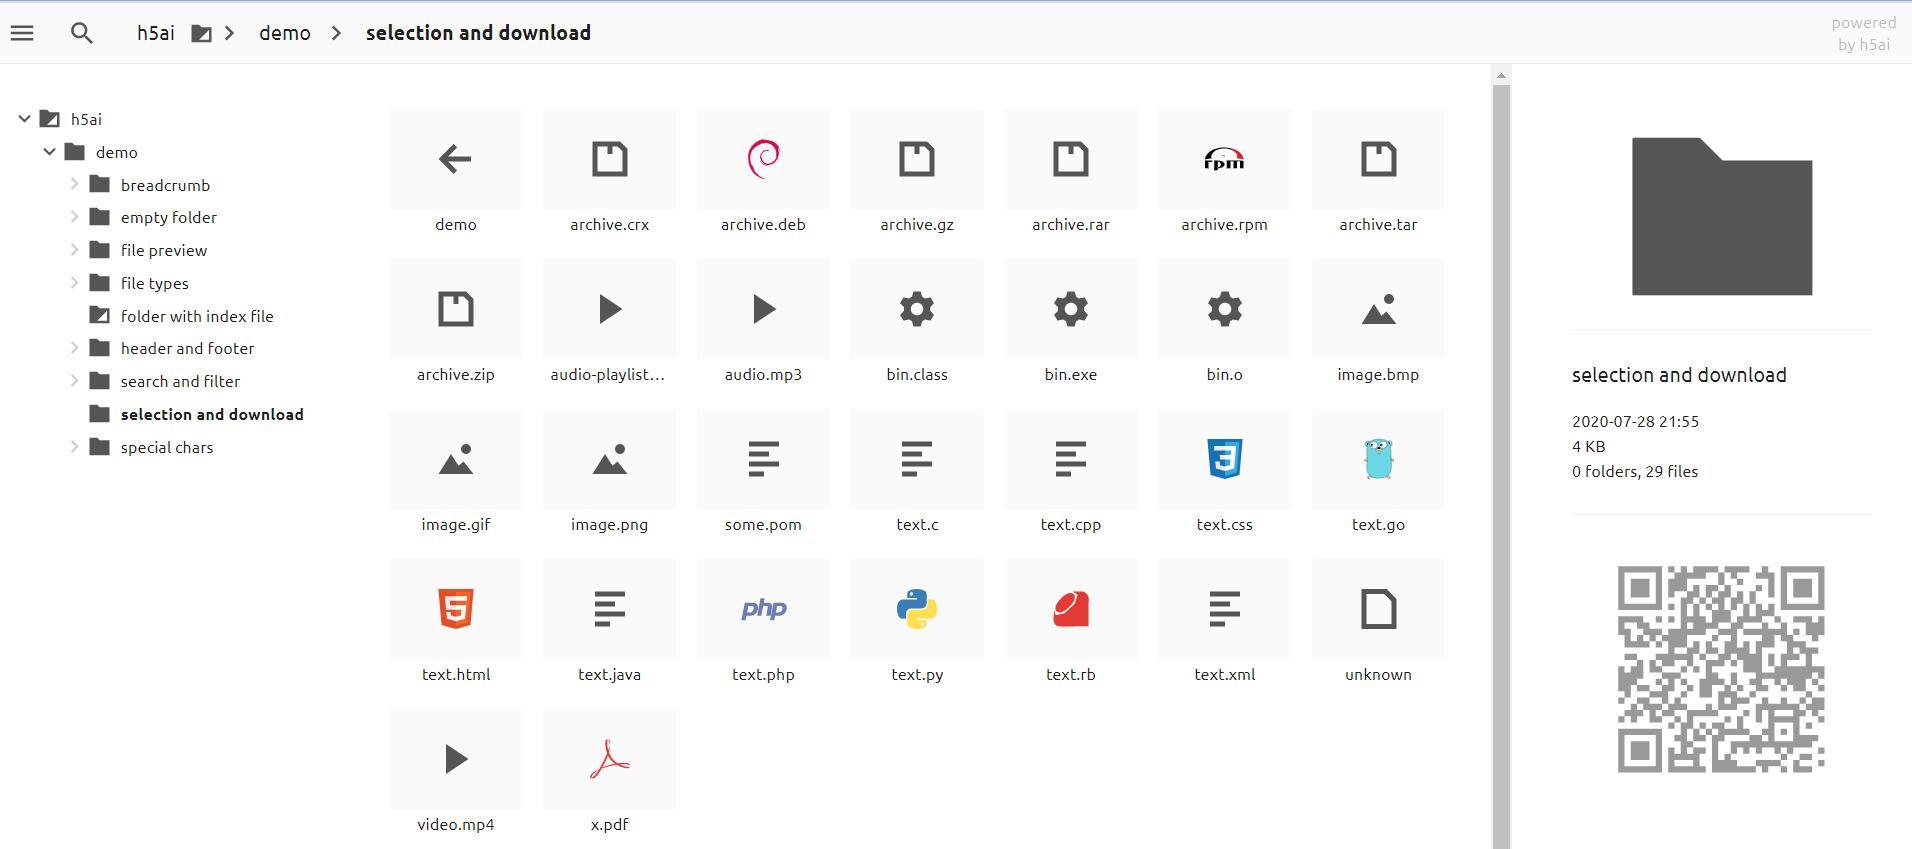 h5ai
demo
selection and download
powered
by h5ai
h5ai
demo
breadcrumb
empty folder
file preview
file types
folder with index file
header and footer
search and filter
selection and download
special chars
demo
archive.crx
archive.deb
archive.gz
archive.rar
rpm
archive.rpm
archive.tar
archive.zip
audio-playlist...
audio.mp3
bin.class
bin.exe
bin.o
image.bmp
image.gif
image.png
some.pom
text.c
text.cpp
3
text.css
text.go
5
text.html
text.java
php
text.php
text.py
text.rb
text.xml
unknown
video.mp4
x.pdf
selection and download
2020-07-28 21:55
4 KB
0 folders, 29 files